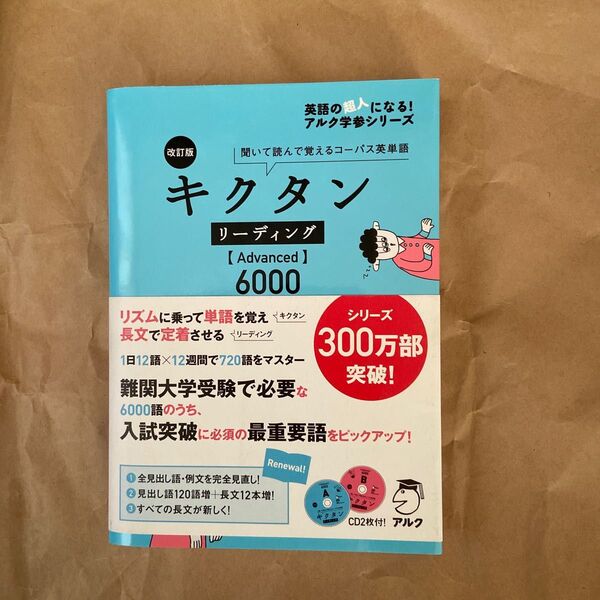 英語の超人になる!
アルク学参シリーズ
改訂版
聞いて読んで覚えるコーパス英単語
キクタン
リーディング
【Advanced】
6000
リズムに乗って単語を覚え キクタン
長文で定着させる リーディング
1日12語×12週間で720語をマスター
シリーズ
300万部
突破!
難関大学受験で必要な
6000語のうち、
入試突破に必須の最重要語をピックアップ!
Renewal!
1 全見出し語・例文を完全見直し!
2 見出し語120語増+長文12本増!
3 すべての長文が新しく!
A
キクタン
B
キクタン
CD2枚付!
アルク